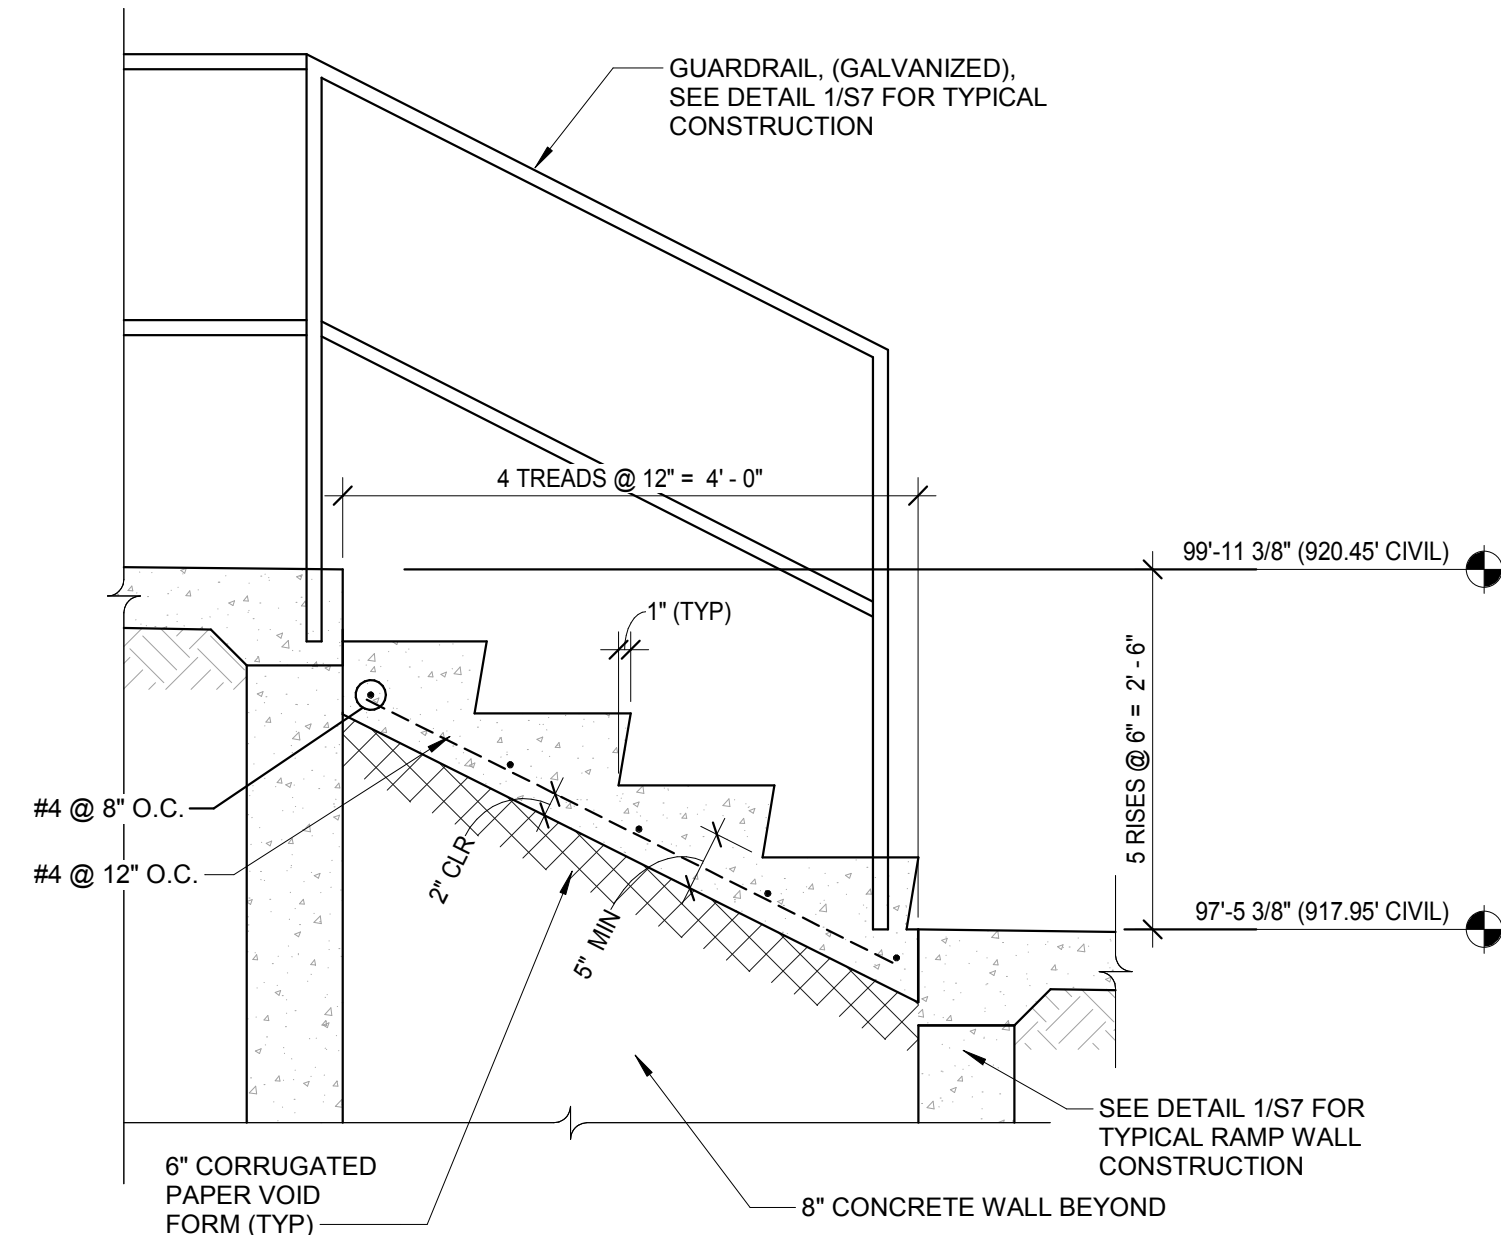 GUARDRAIL, (GALVANIZED),
SEE DETAIL 1/S7 FOR TYPICAL
CONSTRUCTION
4 TREADS @ 12" = 4' - 0"
99'-11 3/8" (920.45' CIVIL)
1" (TYP)
5 RISES @ 6" = 2' - 6"
#4 @ 8" O.C.
#4 @ 12" O.C.
2" CLR
5" MIN
97'-5 3/8" (917.95' CIVIL)
SEE DETAIL 1/S7 FOR
TYPICAL RAMP WALL
CONSTRUCTION
6" CORRUGATED
PAPER VOID
FORM (TYP)
8" CONCRETE WALL BEYOND